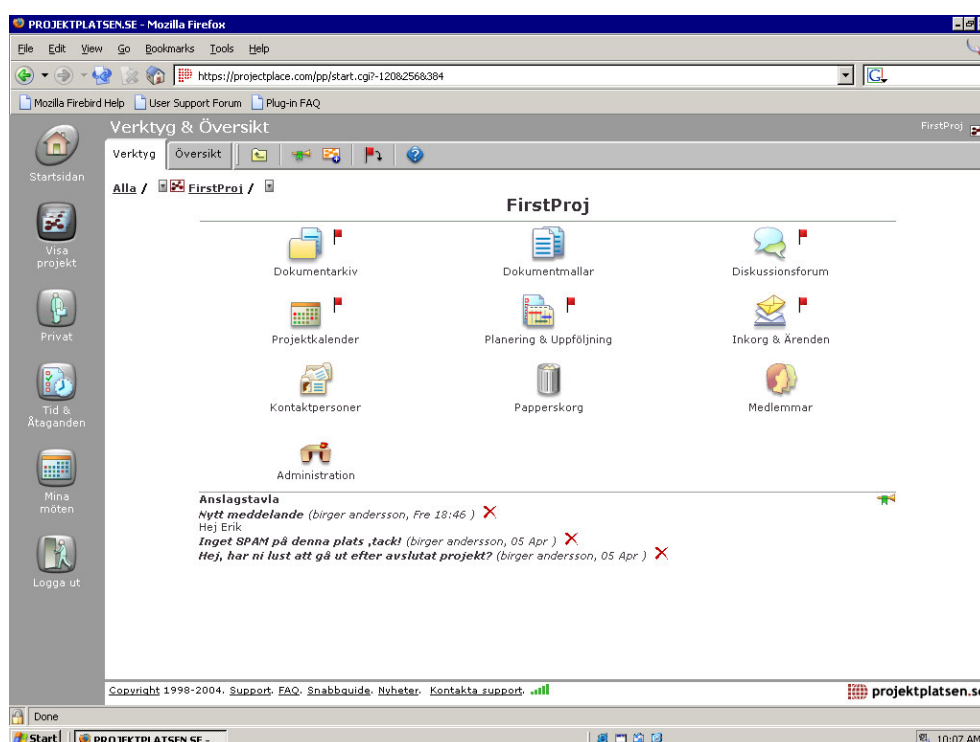 PROJEKTPLATSEN.SE - Mozilla Firefox
File Edit View Go Bookmarks Tools Help
https://projectplace.com/pp/start.cgi?-120&256&384
G
Mozilla Firebird Help User Support Forum Plug-in FAQ
Verktyg & Översikt
FirstProj
Verktyg Översikt
Startsidan
Visa
projekt
Privat
Tid &
Åtaganden
Mina
möten
Logga ut
Alla / FirstProj /
FirstProj
Dokumentarkiv Dokumentmallar Diskussionsforum
Projektkalender Planering & Uppföljning Inkorg & Ärenden
Kontaktpersoner Papperskorg Medlemmar
Administration
Anslagstavla
Nytt meddelande (birger andersson, Fre 18:46 )
Hej Erik
Inget SPAM på denna plats ,tack! (birger andersson, 05 Apr )
Hej, har ni lust att gå ut efter avslutat projekt? (birger andersson, 05 Apr )
Copyright 1998-2004. Support. FAQ. Snabbguide. Nyheter. Kontakta support.
projektplatsen.se
Done
Start PROJEKTPLATSEN.SE - 10:07 AM